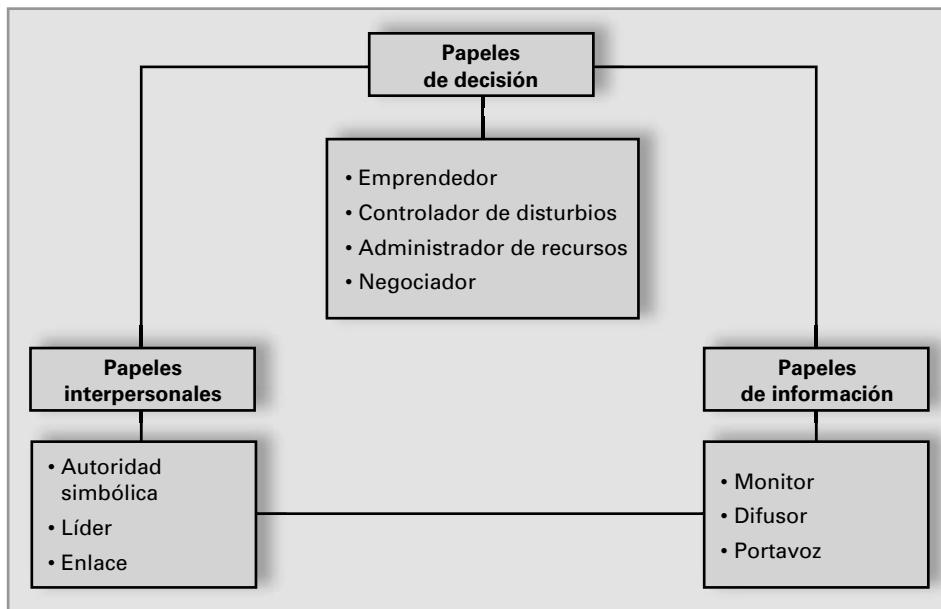 Papeles
de decisión
• Emprendedor
• Controlador de disturbios
• Administrador de recursos
• Negociador
Papeles
interpersonales
• Autoridad
simbólica
• Líder
• Enlace
Papeles
de información
• Monitor
• Difusor
• Portavoz